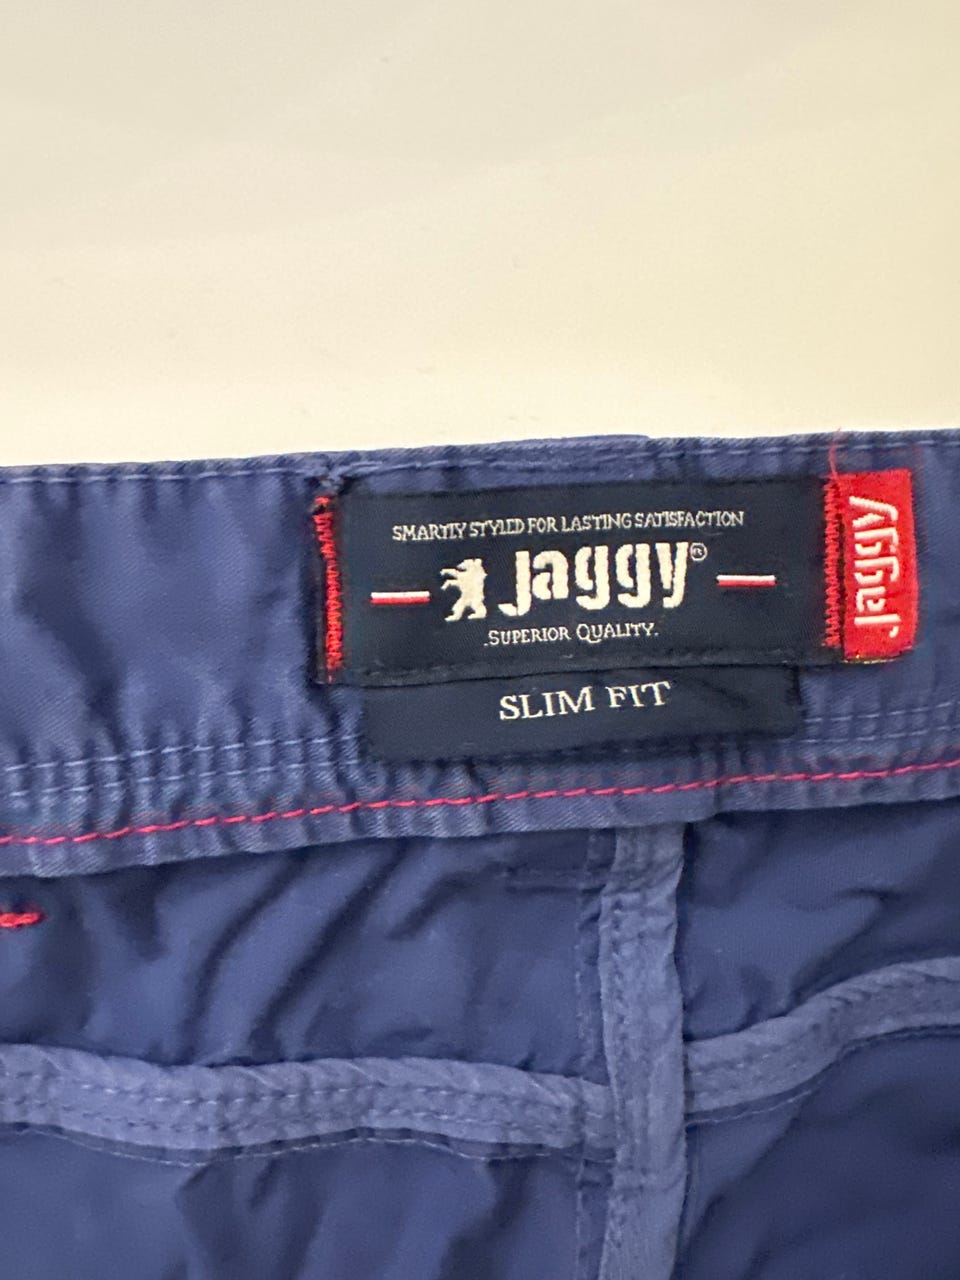 SMARTLY STYLED FOR LASTING SATISFACTION
jaggy®
.SUPERIOR QUALITY.
SLIM FIT
jaggy®